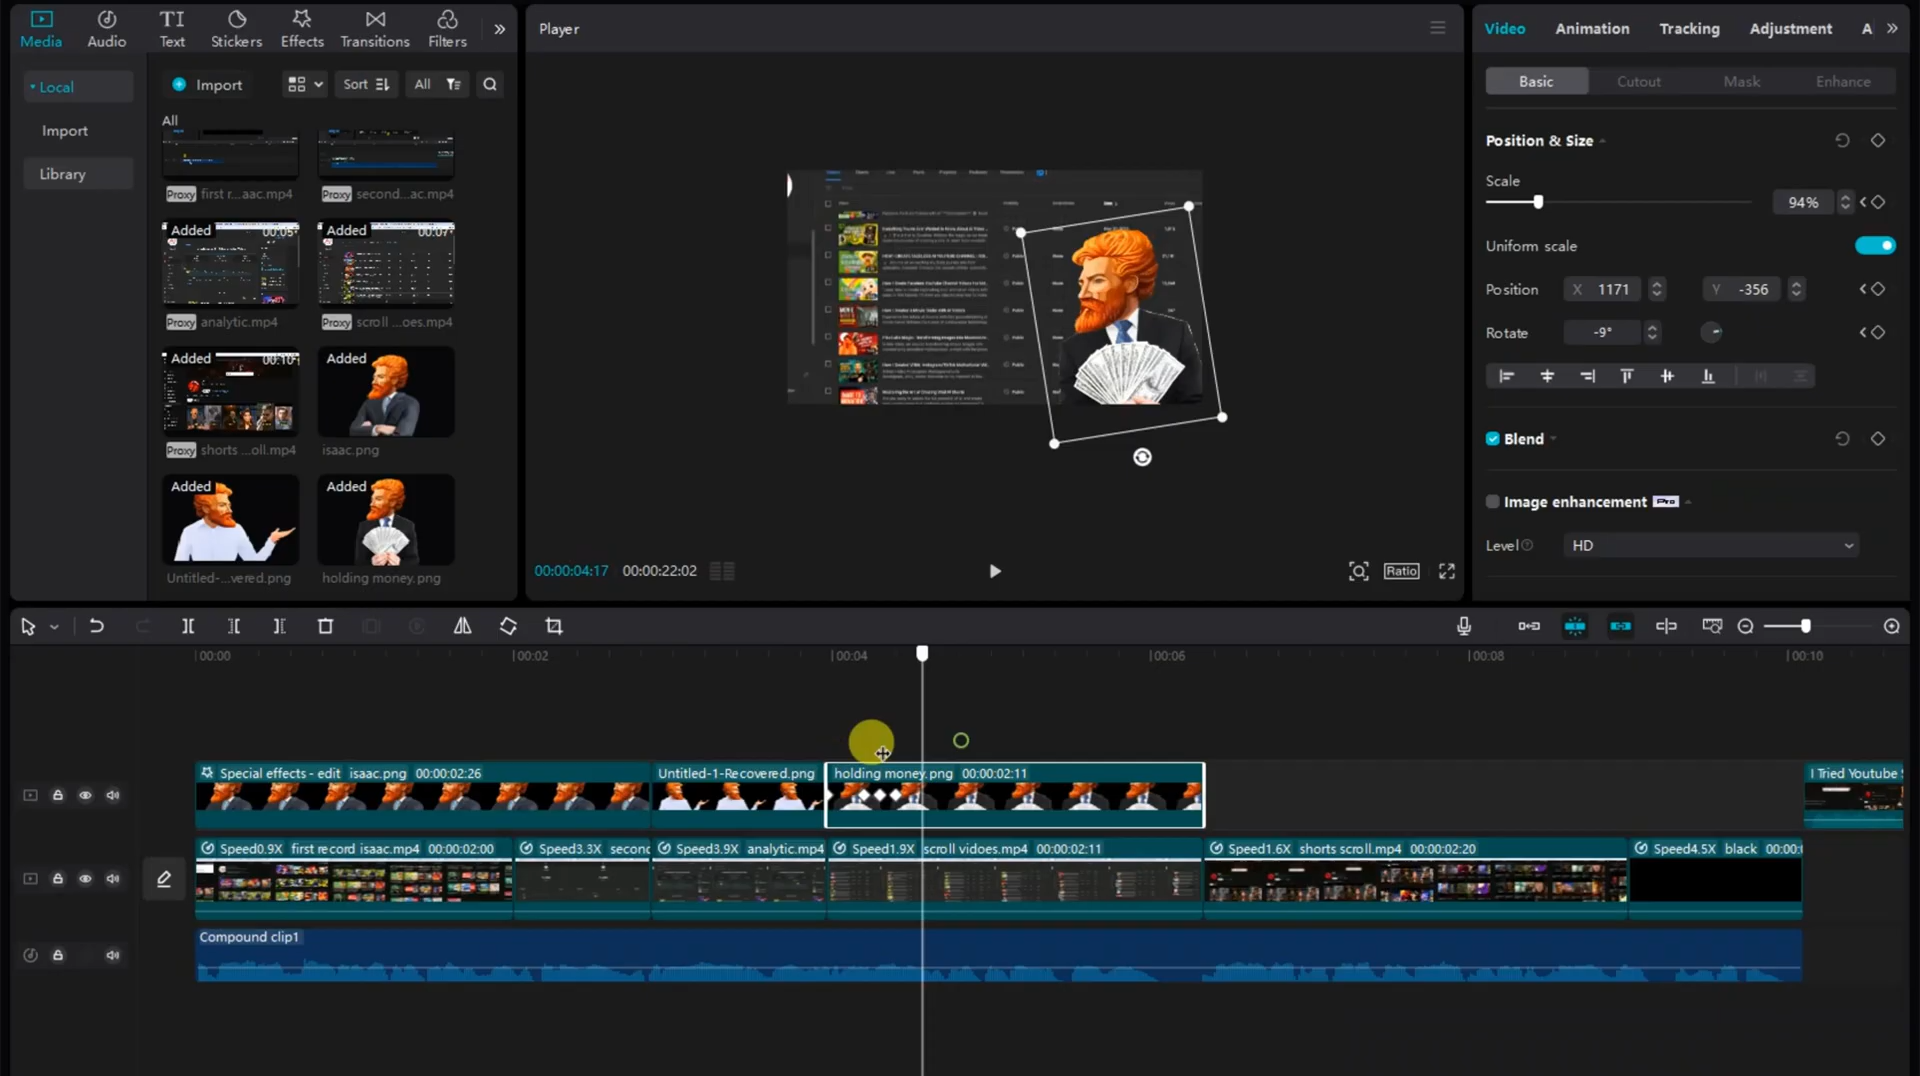 Media
Audio
Text
Stickers
Effects
Transitions
Filters
Player
Video
Animation
Tracking
Adjustment
A
Local
Import
Library
Import
Sort
All
All
Proxy first r...aac.mp4
Proxy second...ac.mp4
Added 00:05
Added 00:07
Proxy analytic.mp4
Proxy scroll ...oes.mp4
Added 00:10
Added
Proxy shorts ...oll.mp4
isaac.png
Added
Added
Untitled-...vered.png
holding money.png
00:00:04:17
00:00:22:02
Ratio
Basic
Cutout
Mask
Enhance
Position & Size
Scale
94%
Uniform scale
Position
X 1171
Y -356
Rotate
-9°
Blend
Image enhancement Pro
Level
HD
00:00
00:02
00:04
00:06
00:08
00:10
Special effects - edit isaac.png 00:00:02:26
Untitled-1-Recovered.png
holding money.png 00:00:02:11
I Tried Youtube S
Speed0.9X first record isaac.mp4 00:00:02:00
Speed3.3X second
Speed3.9X analytic.mp4
Speed1.9X scroll vidoes.mp4 00:00:02:11
Speed1.6X shorts scroll.mp4 00:00:02:20
Speed4.5X black 00:00:0
Compound clip1